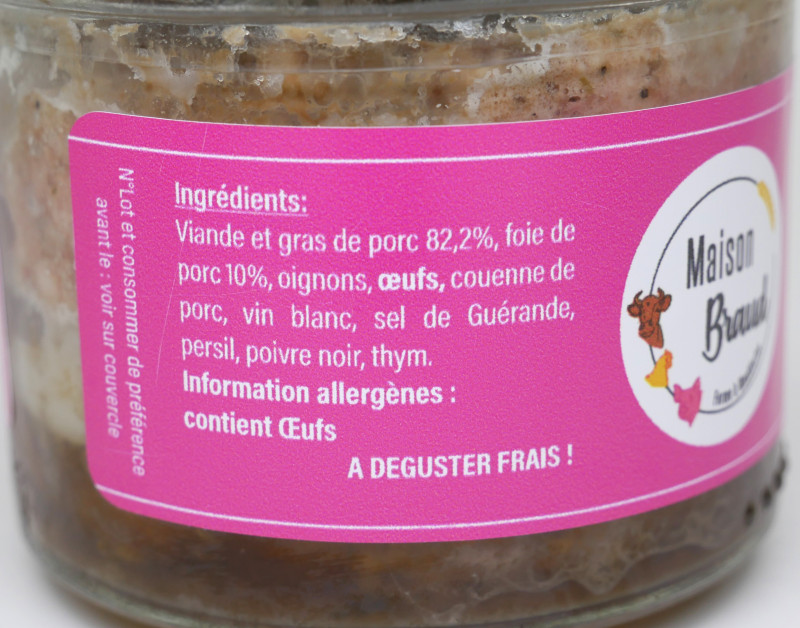 N°Lot et consommer de préférence
avant le : voir sur couvercle
Ingrédients:
Viande et gras de porc 82,2%, foie de
porc 10%, oignons, œufs, couenne de
porc, vin blanc, sel de Guérande,
persil, poivre noir, thym.
Information allergènes :
contient Œufs
A DEGUSTER FRAIS !
Maison
Braud